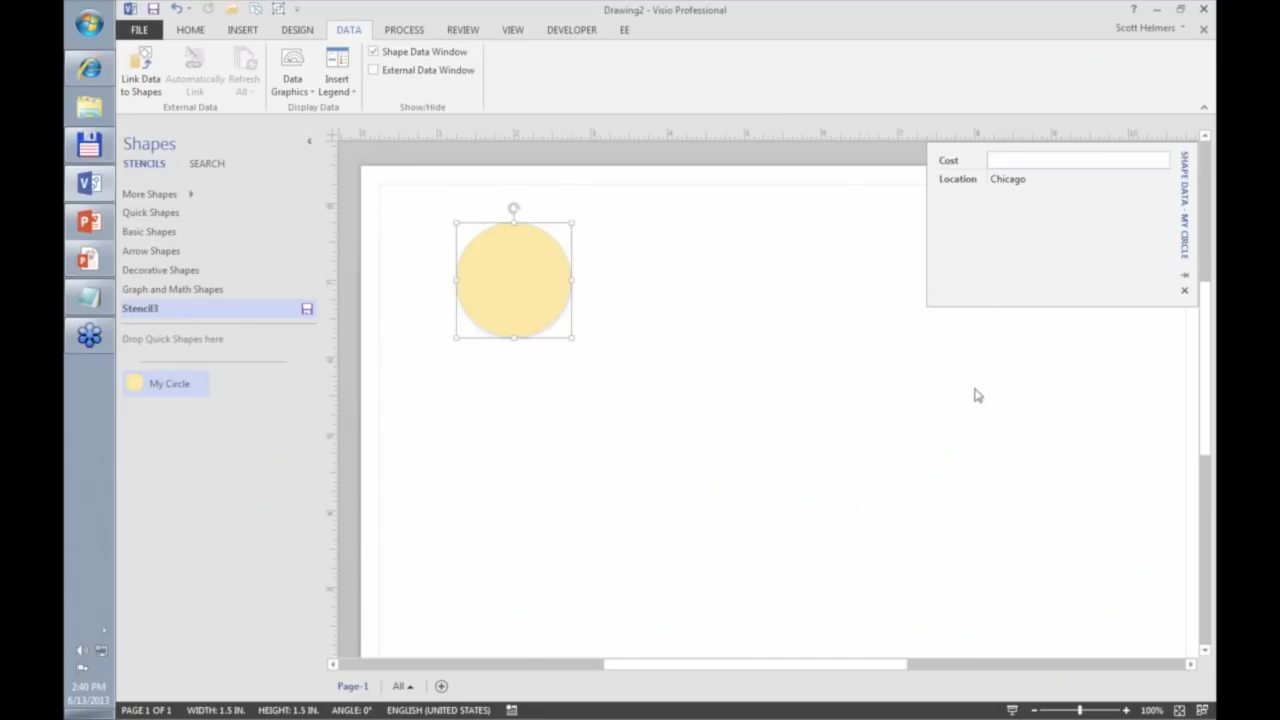 Drawing2 - Visio Professional
?
FILE HOME INSERT DESIGN DATA PROCESS REVIEW VIEW DEVELOPER EE
Scott Helmers
Link Data to Shapes
Automatically Link
Refresh All
External Data
Data Graphics
Insert Legend
Display Data
Shape Data Window
External Data Window
Show/Hide
Shapes
STENCILS SEARCH
More Shapes
Quick Shapes
Basic Shapes
Arrow Shapes
Decorative Shapes
Graph and Math Shapes
Stencil3
Drop Quick Shapes here
My Circle
Cost
Location Chicago
SHAPE DATA - MY CIRCLE
Page-1 All
2:40 PM
6/13/2013
PAGE 1 OF 1 WIDTH: 1.5 IN. HEIGHT: 1.5 IN. ANGLE: 0° ENGLISH (UNITED STATES) 100%